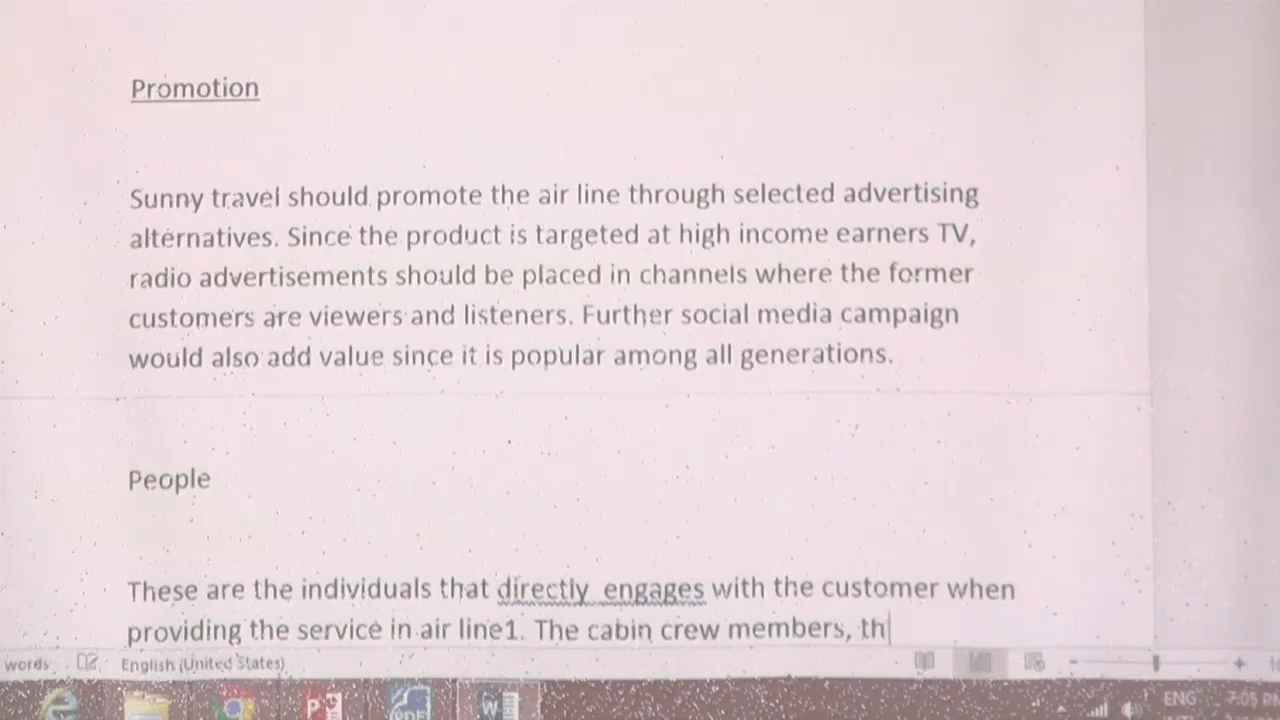 Promotion
Sunny travel should promote the air line through selected advertising
alternatives. Since the product is targeted at high income earners TV,
radio advertisements should be placed in channels where the former
customers are viewers and listeners. Further social media campaign
would also add value since it is popular among all generations.
People
These are the individuals that directly  engages with the customer when
providing the service in air line1. The cabin crew members, th
words English (United States)
ENG 7:05